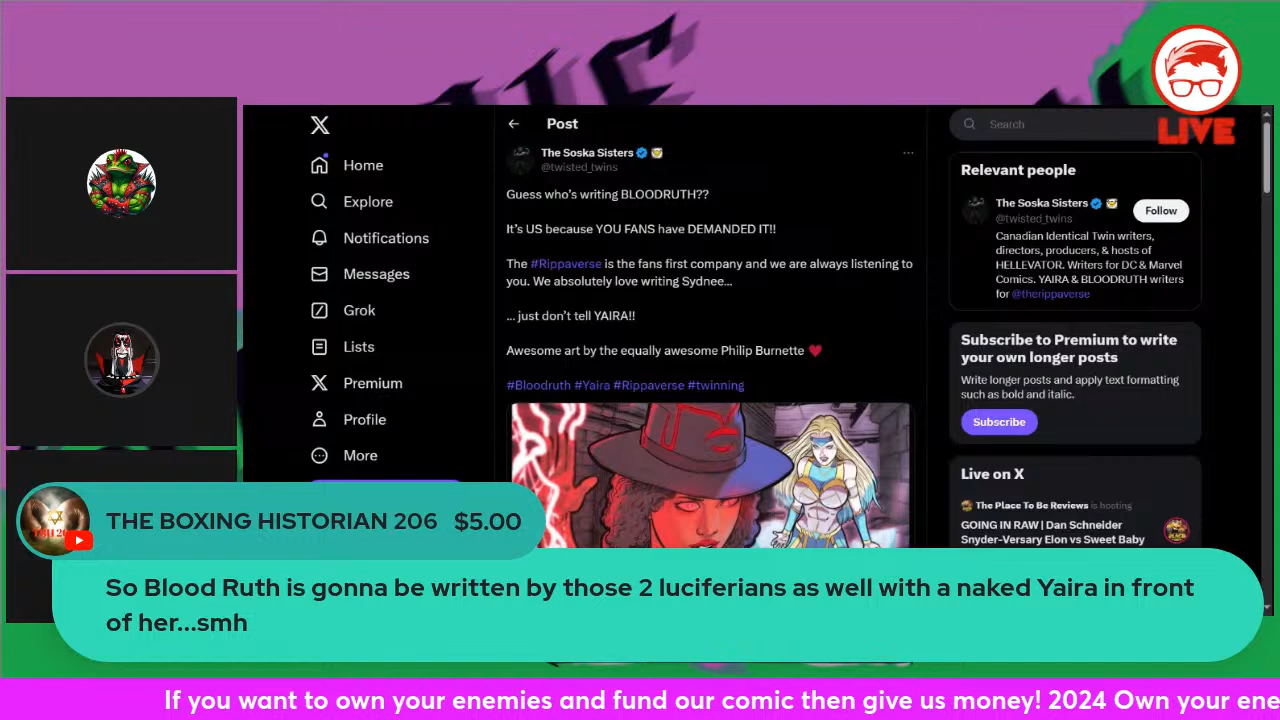 LIVE
Home
Explore
Notifications
Messages
Grok
Lists
Premium
Profile
More
Post
The Soska Sisters
@twisted_twins
Guess who's writing BLOODRUTH??
It's US because YOU FANS have DEMANDED IT!!
The #Rippaverse is the fans first company and we are always listening to
you. We absolutely love writing Sydnee...
... just don't tell YAIRA!!
Awesome art by the equally awesome Philip Burnette
#Bloodruth #Yaira #Rippaverse #twinning
Search
Relevant people
The Soska Sisters
@twisted_twins
Follow
Canadian Identical Twin writers,
directors, producers, & hosts of
HELLEVATOR. Writers for DC & Marvel
Comics. YAIRA & BLOODRUTH writers
for @therippaverse
Subscribe to Premium to write
your own longer posts
Write longer posts and apply text formatting
such as bold and italic.
Subscribe
Live on X
The Place To Be Reviews is hosting
GOING IN RAW | Dan Schneider
Snyder-Versary Elon vs Sweet Baby
THE BOXING HISTORIAN 206 $5.00
So Blood Ruth is gonna be written by those 2 luciferians as well with a naked Yaira in front
of her...smh
If you want to own your enemies and fund our comic then give us money! 2024 Own your ene